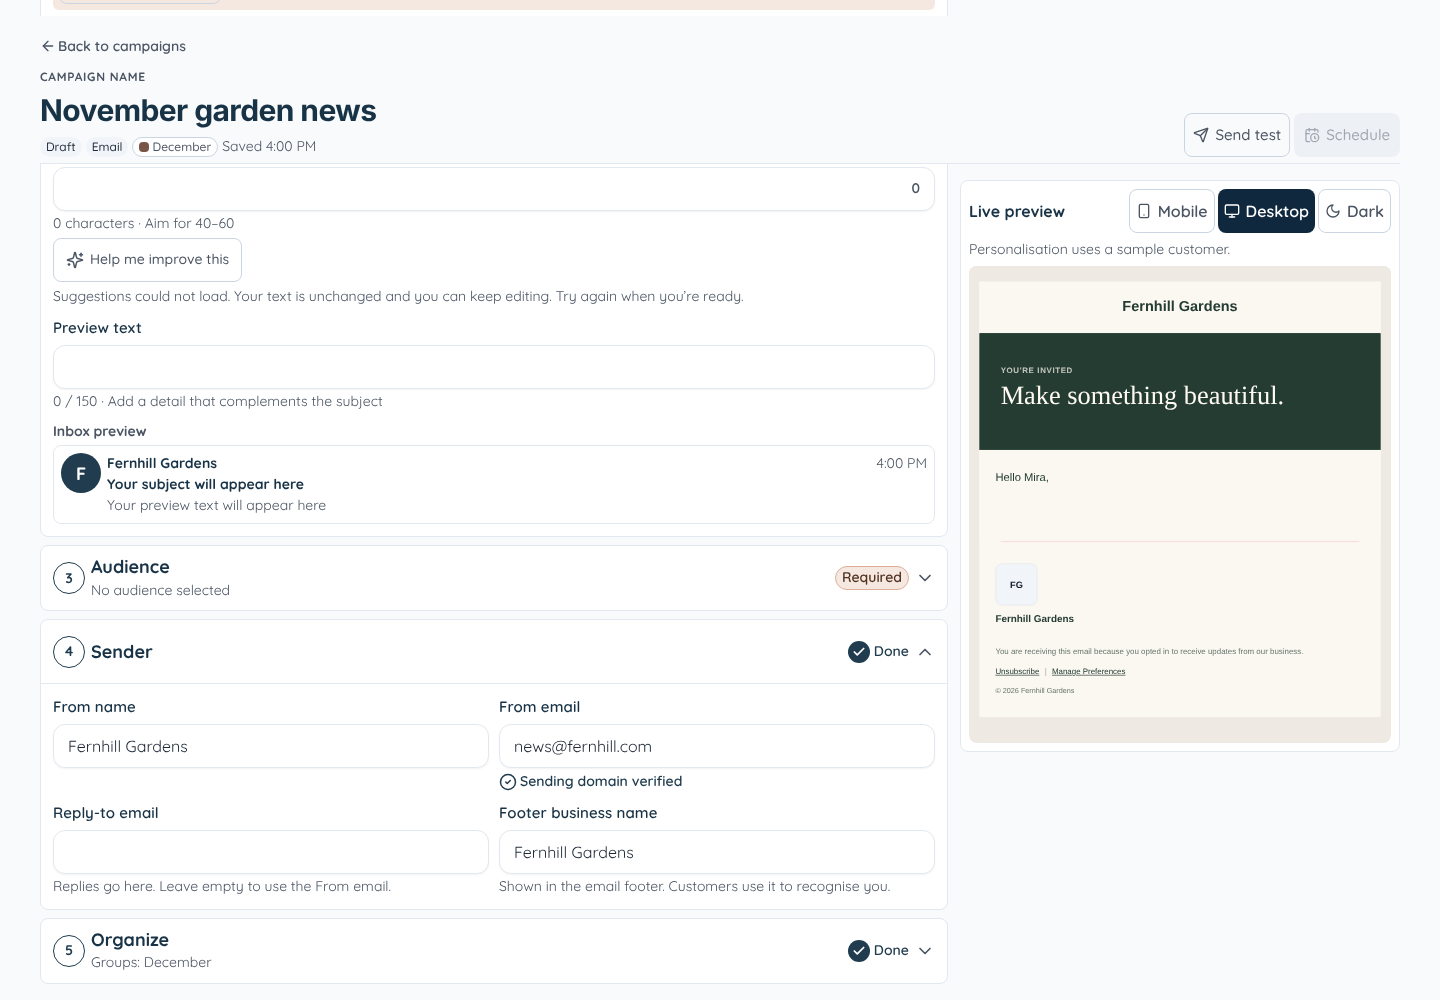 Back to campaigns
CAMPAIGN NAME
November garden news
Draft Email December Saved 4:00 PM
Send test Schedule
0
0 characters · Aim for 40–60
Help me improve this
Suggestions could not load. Your text is unchanged and you can keep editing. Try again when you’re ready.
Preview text
0 / 150 · Add a detail that complements the subject
Inbox preview
F
Fernhill Gardens 4:00 PM
Your subject will appear here
Your preview text will appear here
3 Audience Required
No audience selected
4 Sender Done
From name
Fernhill Gardens
From email
news@fernhill.com
Sending domain verified
Reply-to email
Replies go here. Leave empty to use the From email.
Footer business name
Fernhill Gardens
Shown in the email footer. Customers use it to recognise you.
5 Organize Done
Groups: December
Live preview Mobile Desktop Dark
Personalisation uses a sample customer.
Fernhill Gardens
YOU'RE INVITED
Make something beautiful.
Hello Mira,
FG
Fernhill Gardens
You are receiving this email because you opted in to receive updates from our business.
Unsubscribe | Manage Preferences
© 2026 Fernhill Gardens